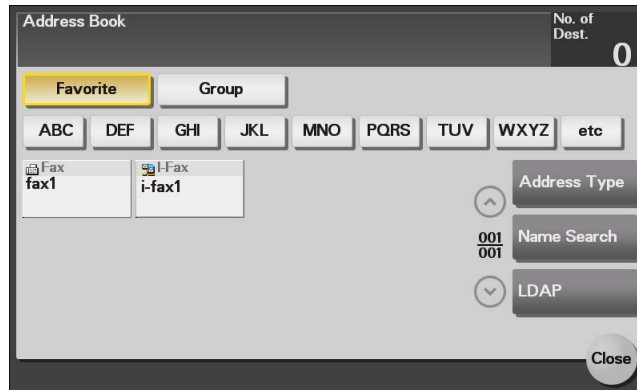 Address Book
No. of
Dest.
0
Favorite
Group
ABC
DEF
GHI
JKL
MNO
PQRS
TUV
WXYZ
etc
Fax
fax1
I-Fax
i-fax1
Address Type
001
001
Name Search
LDAP
Close